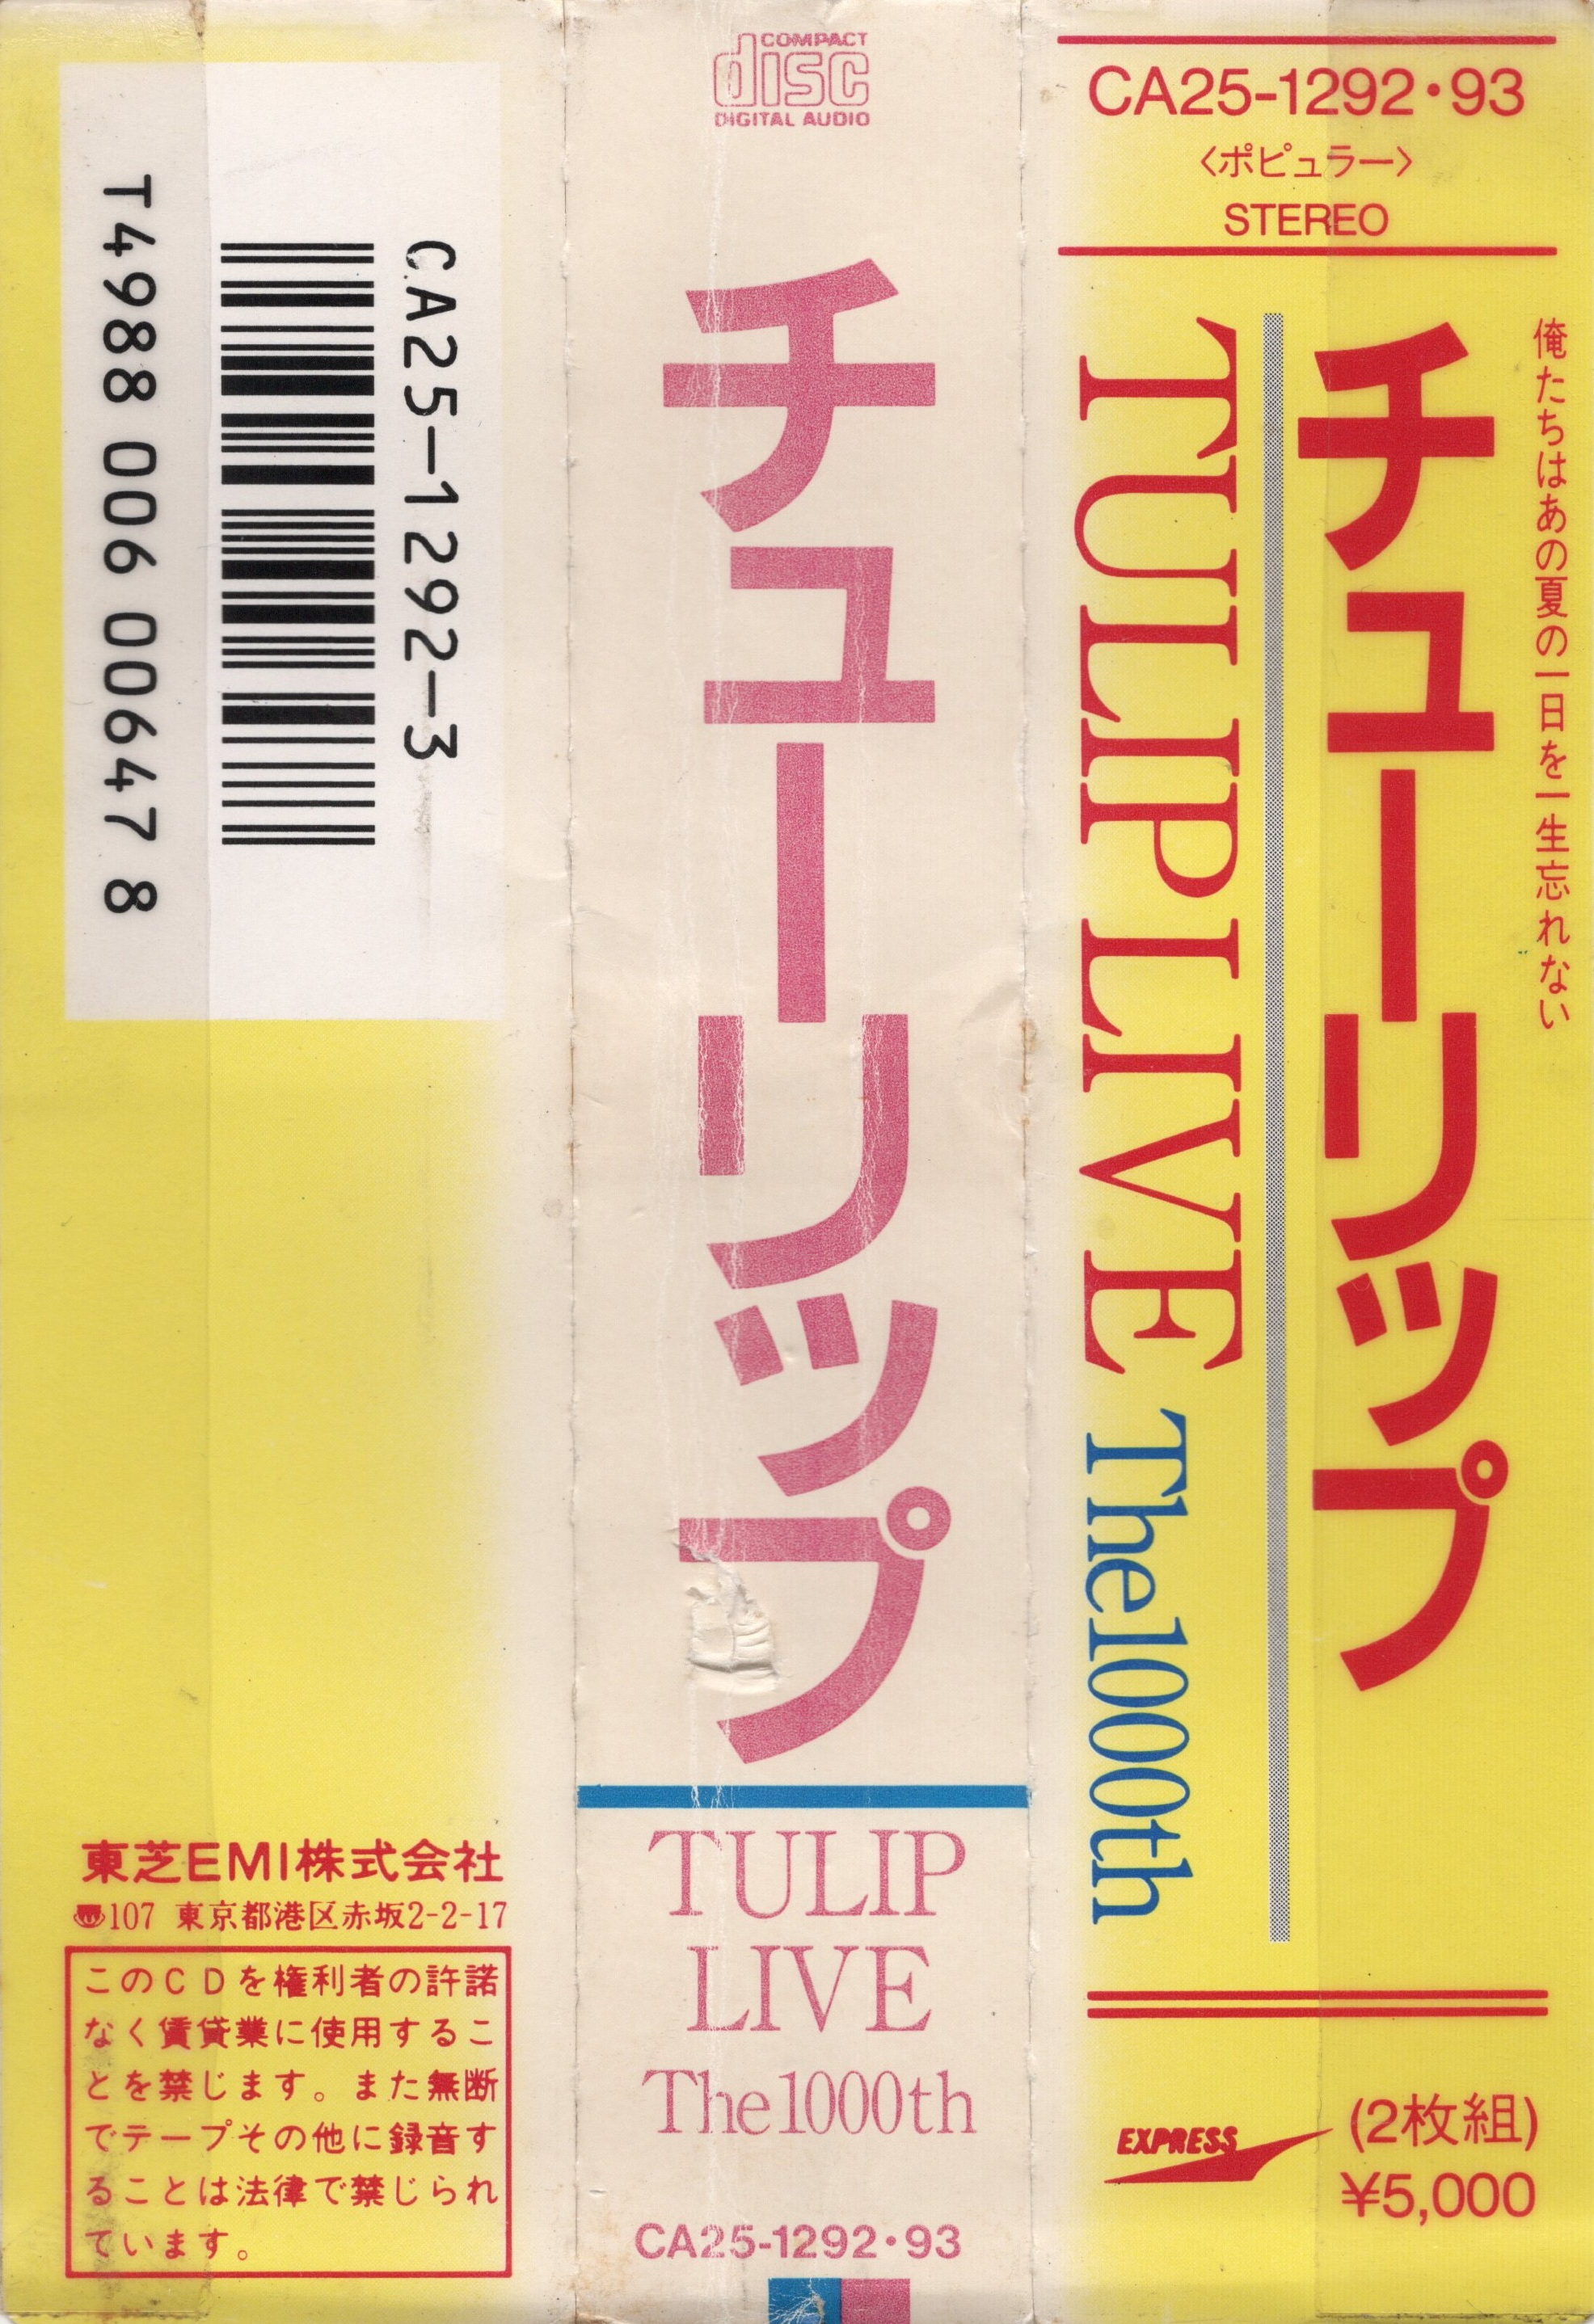 CA25-1292・93
〈ポピュラー〉
STEREO
俺たちはあの夏の一日を一生忘れない
チューリップ
TULIP LIVE The1000th
(2枚組)
¥5,000
EXPRESS
COMPACT
disc
DIGITAL AUDIO
チューリップ
TULIP
LIVE
The1000th
CA25-1292・93
CA25-1292-3
T4988 006 00647 8
東芝EMI株式会社
〠107 東京都港区赤坂2-2-17
このCDを権利者の許諾
なく賃貸業に使用するこ
とを禁じます。また無断
でテープその他に録音す
ることは法律で禁じられ
ています。